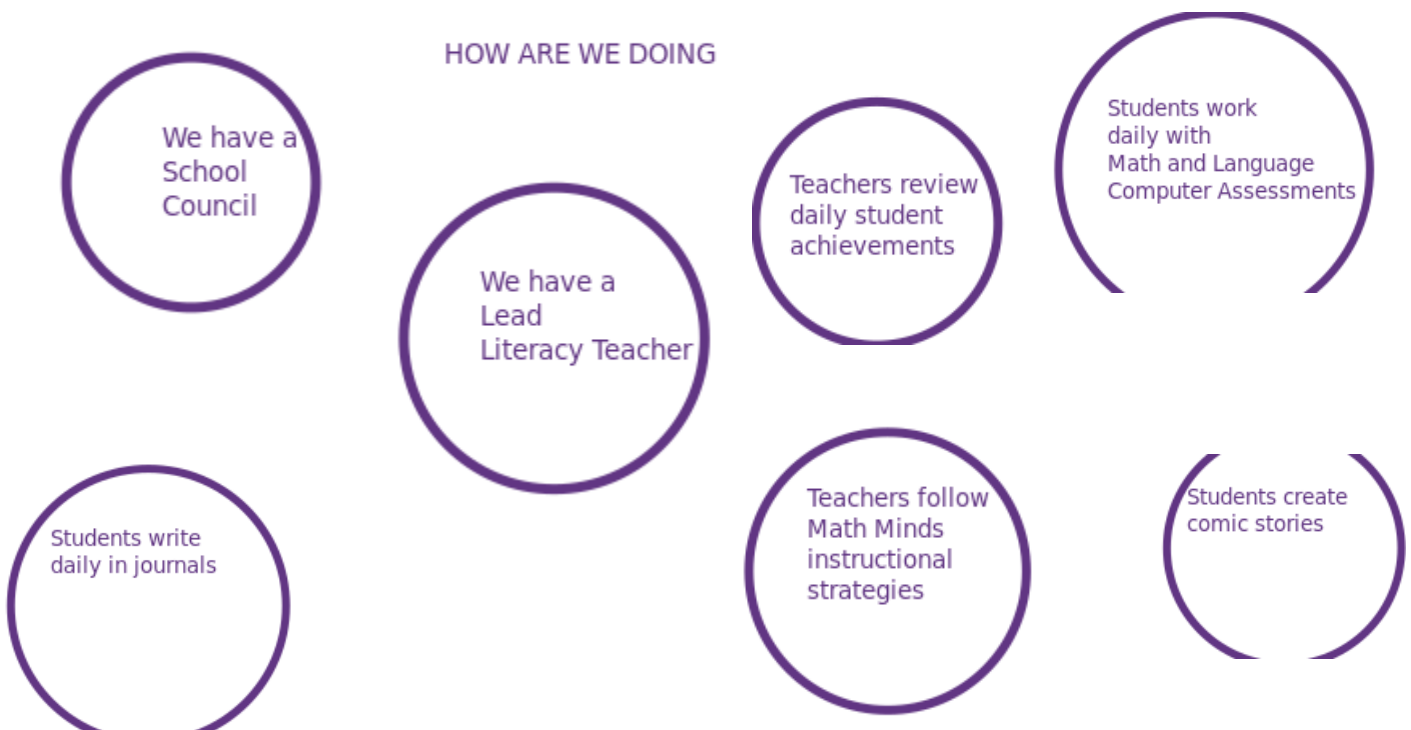 HOW ARE WE DOING
We have a
School
Council
We have a
Lead
Literacy Teacher
Teachers review
daily student
achievements
Students work
daily with
Math and Language
Computer Assessments
Students write
daily in journals
Teachers follow
Math Minds
instructional
strategies
Students create
comic stories